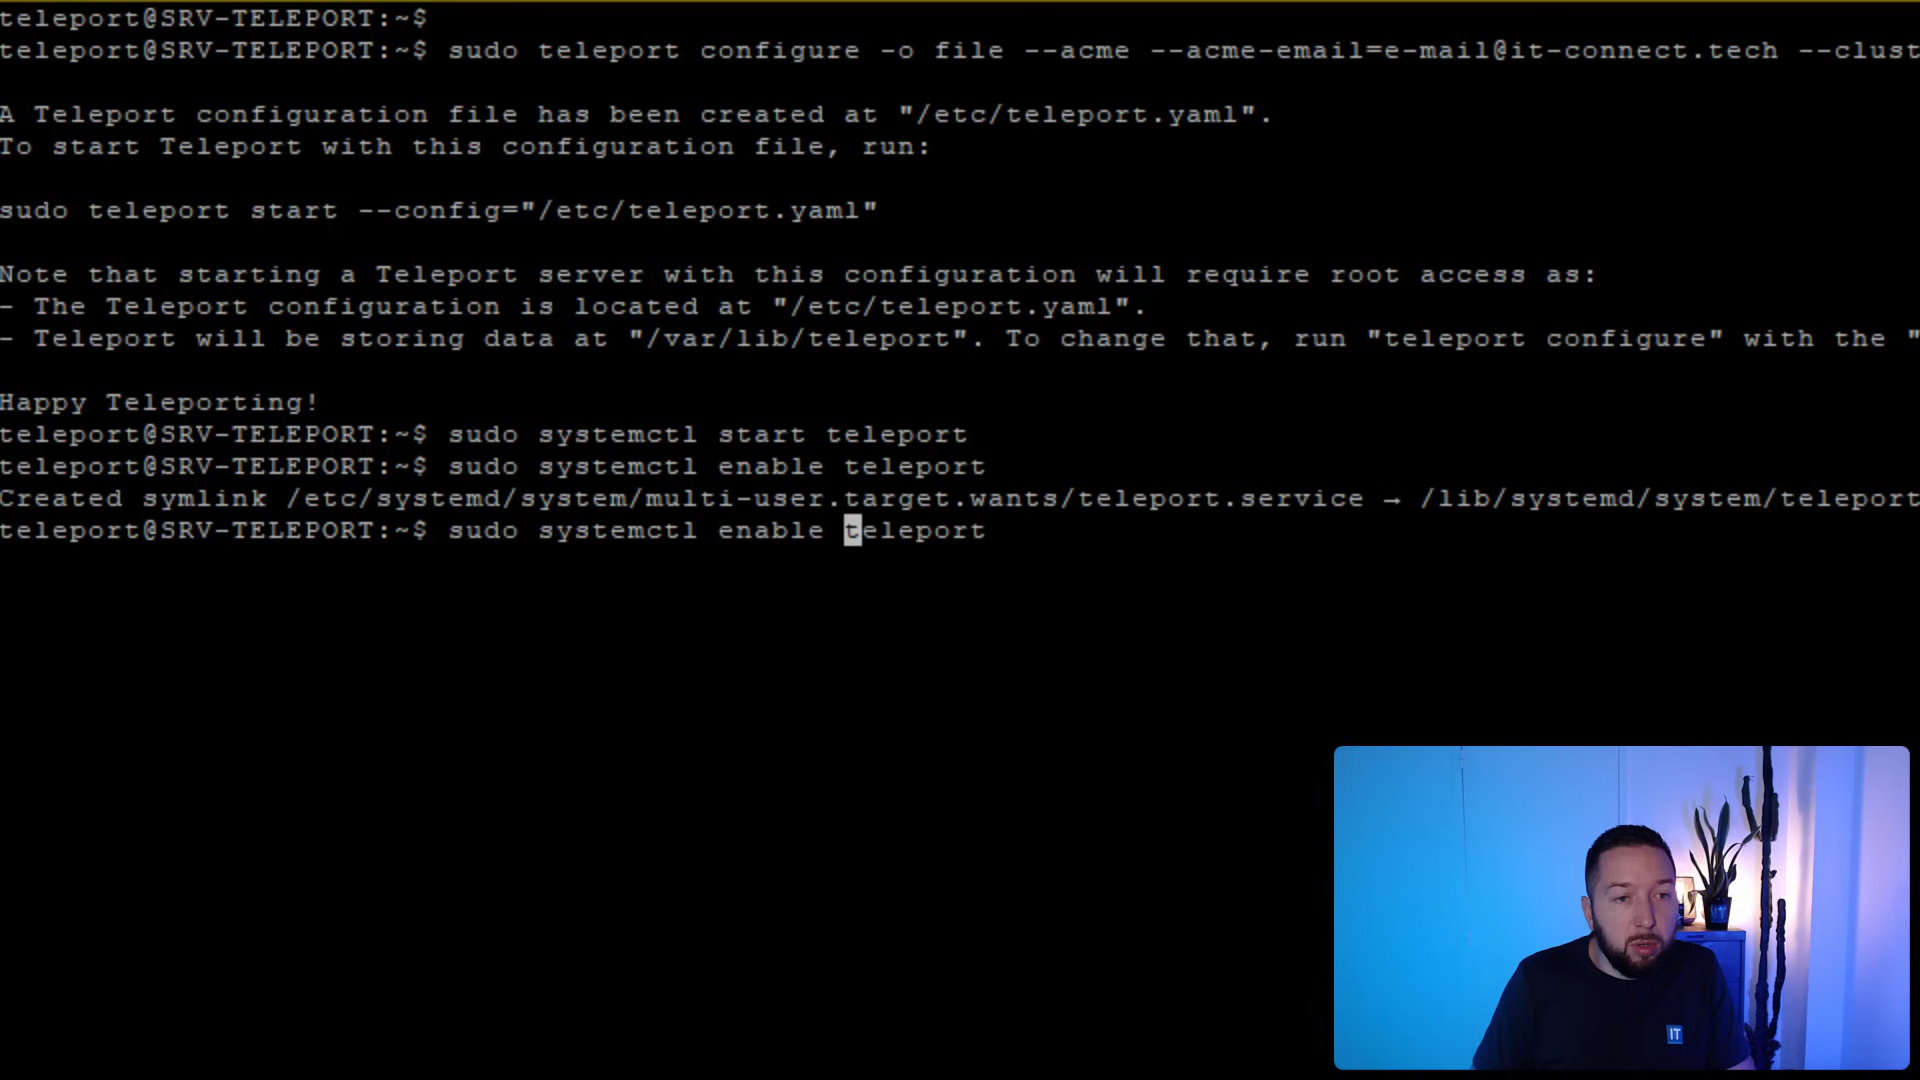 teleport@SRV-TELEPORT:~$
teleport@SRV-TELEPORT:~$ sudo teleport configure -o file --acme --acme-email=e-mail@it-connect.tech --clust
A Teleport configuration file has been created at "/etc/teleport.yaml".
To start Teleport with this configuration file, run:
sudo teleport start --config="/etc/teleport.yaml"
Note that starting a Teleport server with this configuration will require root access as:
- The Teleport configuration is located at "/etc/teleport.yaml".
- Teleport will be storing data at "/var/lib/teleport". To change that, run "teleport configure" with the "
Happy Teleporting!
teleport@SRV-TELEPORT:~$ sudo systemctl start teleport
teleport@SRV-TELEPORT:~$ sudo systemctl enable teleport
Created symlink /etc/systemd/system/multi-user.target.wants/teleport.service → /lib/systemd/system/teleport
teleport@SRV-TELEPORT:~$ sudo systemctl enable teleport
IT